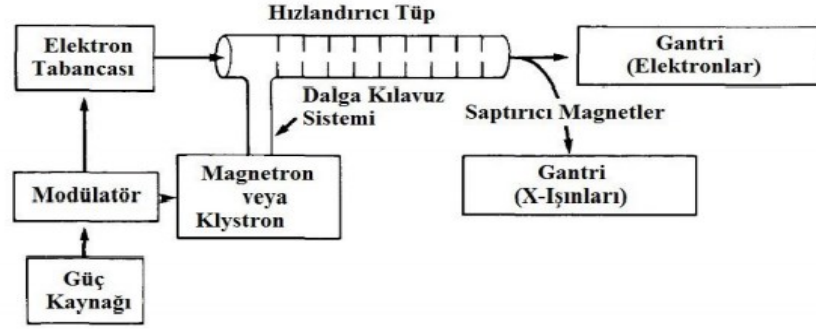 Hızlandırıcı Tüp
Elektron
Tabancası
Gantri
(Elektronlar)
Dalga Kılavuz
Sistemi
Saptırıcı Magnetler
Modülatör
Magnetron
veya
Klystron
Gantri
(X-Işınları)
Güç
Kaynağı